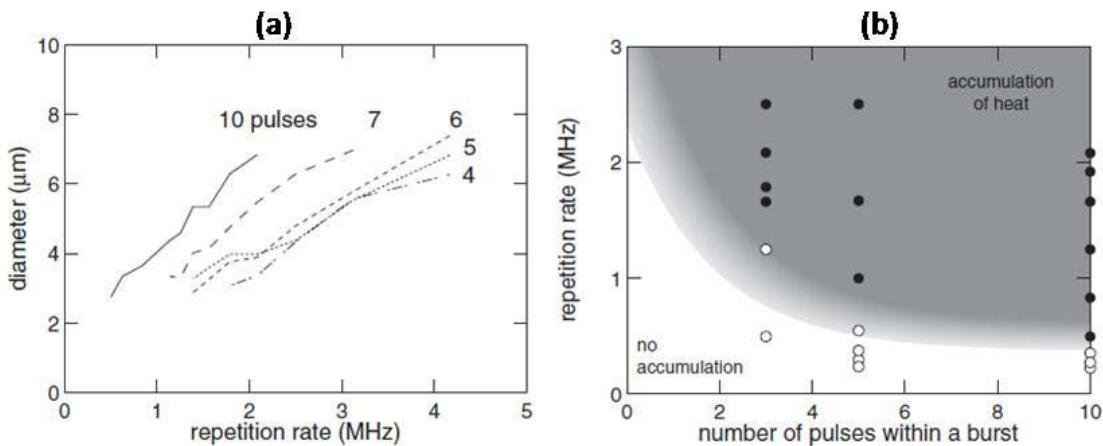 (a)
10
8
6
4
2
0
diameter (μm)
10 pulses
7
6
5
4
0
1
2
3
4
5
repetition rate (MHz)
(b)
3
2
1
0
repetition rate (MHz)
accumulation
of heat
no
accumulation
0
2
4
6
8
10
number of pulses within a burst